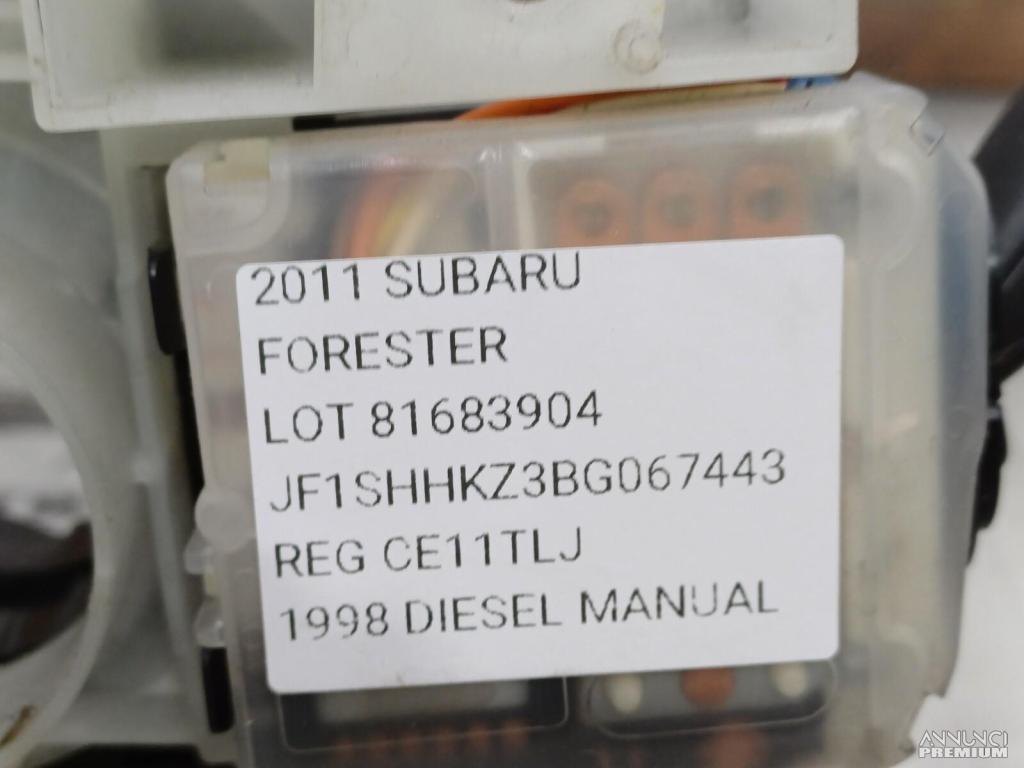 2011 SUBARU
FORESTER
LOT 81683904
JF1SHHKZ3BG067443
REG CE11TLJ
1998 DIESEL MANUAL
ANNUNCI
PREMIUM